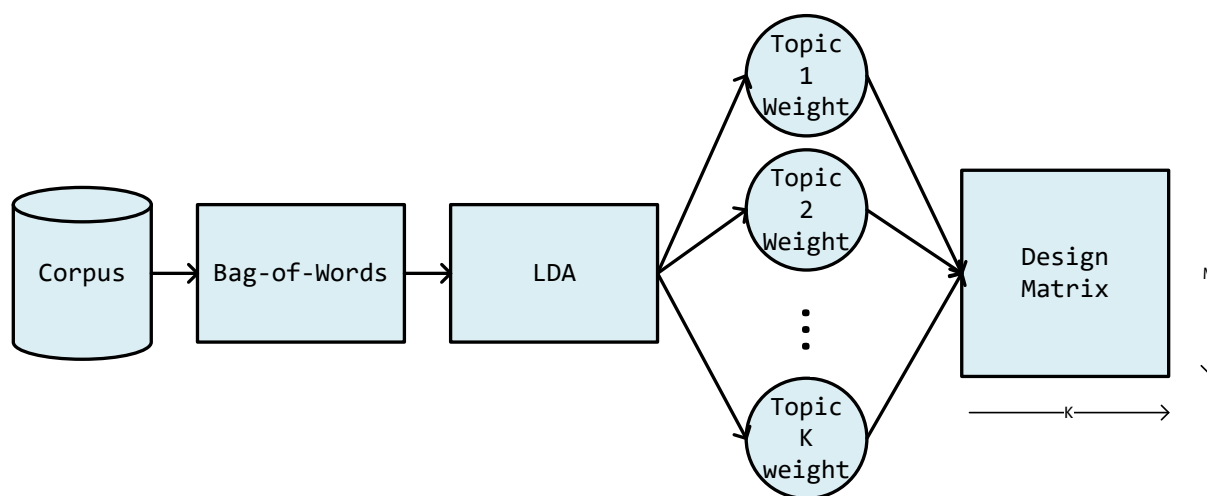 Corpus
Bag-of-Words
LDA
Topic
1
Weight
Topic
2
Weight
Topic
K
weight
Design
Matrix
K